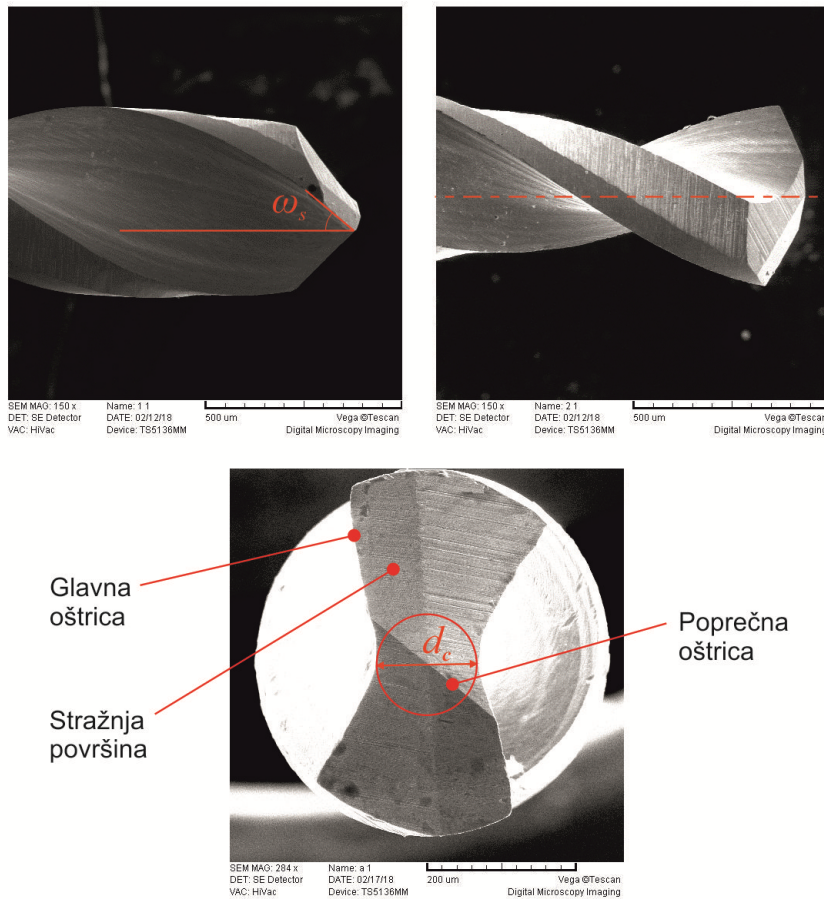 ωs
SEM MAG: 150 x Name: 1 1
DET: SE Detector DATE: 02/12/18 500 um Vega ©Tescan
VAC: HiVac Device: TS5136MM Digital Microscopy Imaging
SEM MAG: 150 x Name: 2 1
DET: SE Detector DATE: 02/12/18 500 um Vega ©Tescan
VAC: HiVac Device: TS5136MM Digital Microscopy Imaging
Glavna
oštrica
Stražnja
površina
dc
Poprečna
oštrica
SEM MAG: 284 x Name: a 1
DET: SE Detector DATE: 02/17/18 200 um Vega ©Tescan
VAC: HiVac Device: TS5136MM Digital Microscopy Imaging